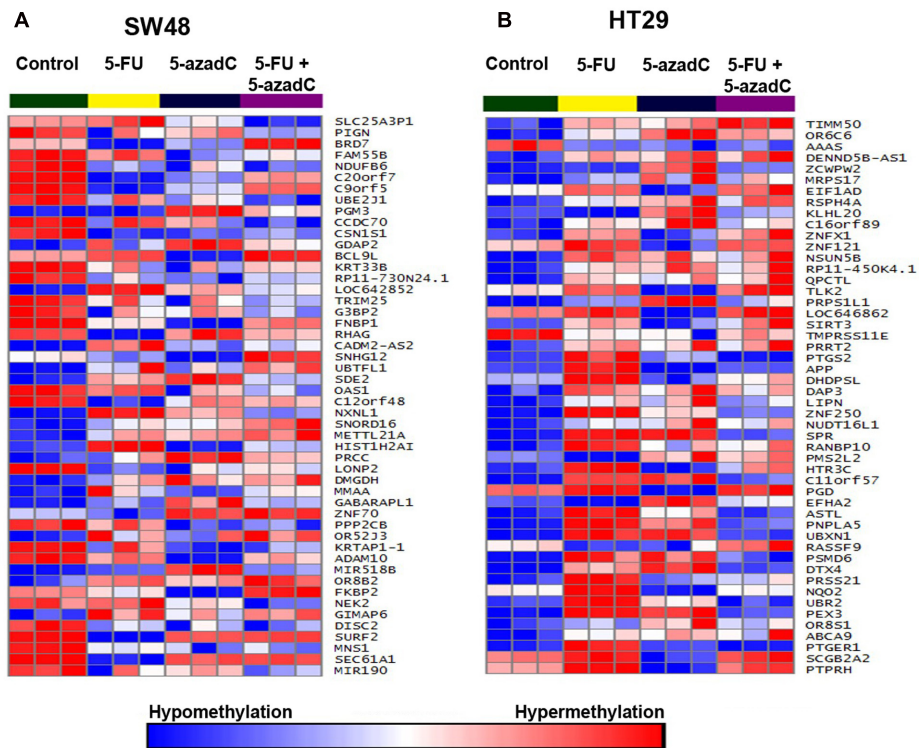 A
SW48
Control
5-FU
5-azadC
5-FU +
5-azadC
SLC25A3P1
PIGN
BRD7
FAM55B
NDUFB6
C20orf7
C9orf5
UBE2J1
PGM3
CCDC70
CSN1S1
GDAP2
BCL9L
KRT33B
RP11-730N24.1
LOC642852
TRIM25
G3BP2
FNBP1
RHAG
CADM2-AS2
SNHG12
UBTFL1
SDE2
OAS1
C12orf48
NXNL1
SNORD16
METTL21A
HIST1H2AI
PRCC
LONP2
DMGDH
MMAA
GABARAPL1
ZNF70
PPP2CB
OR52J3
KRTAP1-1
ADAM10
MIR518B
OR8B2
FKBP2
NEK2
GIMAP6
DISC2
SURF2
MNS1
SEC61A1
MIR190
B
HT29
Control
5-FU
5-azadC
5-FU +
5-azadC
TIMM50
OR6C6
AAAS
DENND5B-AS1
ZCWPW2
MRPS17
EIF1AD
RSPH4A
KLHL20
C16orf89
ZNFX1
ZNF121
NSUN5B
RP11-450K4.1
QPCTL
TLK2
PRPS1L1
LOC646862
SIRT3
TMPRSS11E
PRRT2
PTGS2
APP
DHDPSL
DAP3
LIPN
ZNF250
NUDT16L1
SPR
RANBP10
PMS2L2
HTR3C
C11orf57
PGD
EFHA2
ASTL
PNPLA5
UBXN1
RASSF9
PSMD6
DTX4
PRSS21
NQO2
UBR2
PEX3
OR8S1
ABCA9
PTGER1
SCGB2A2
PTPRH
Hypomethylation
Hypermethylation